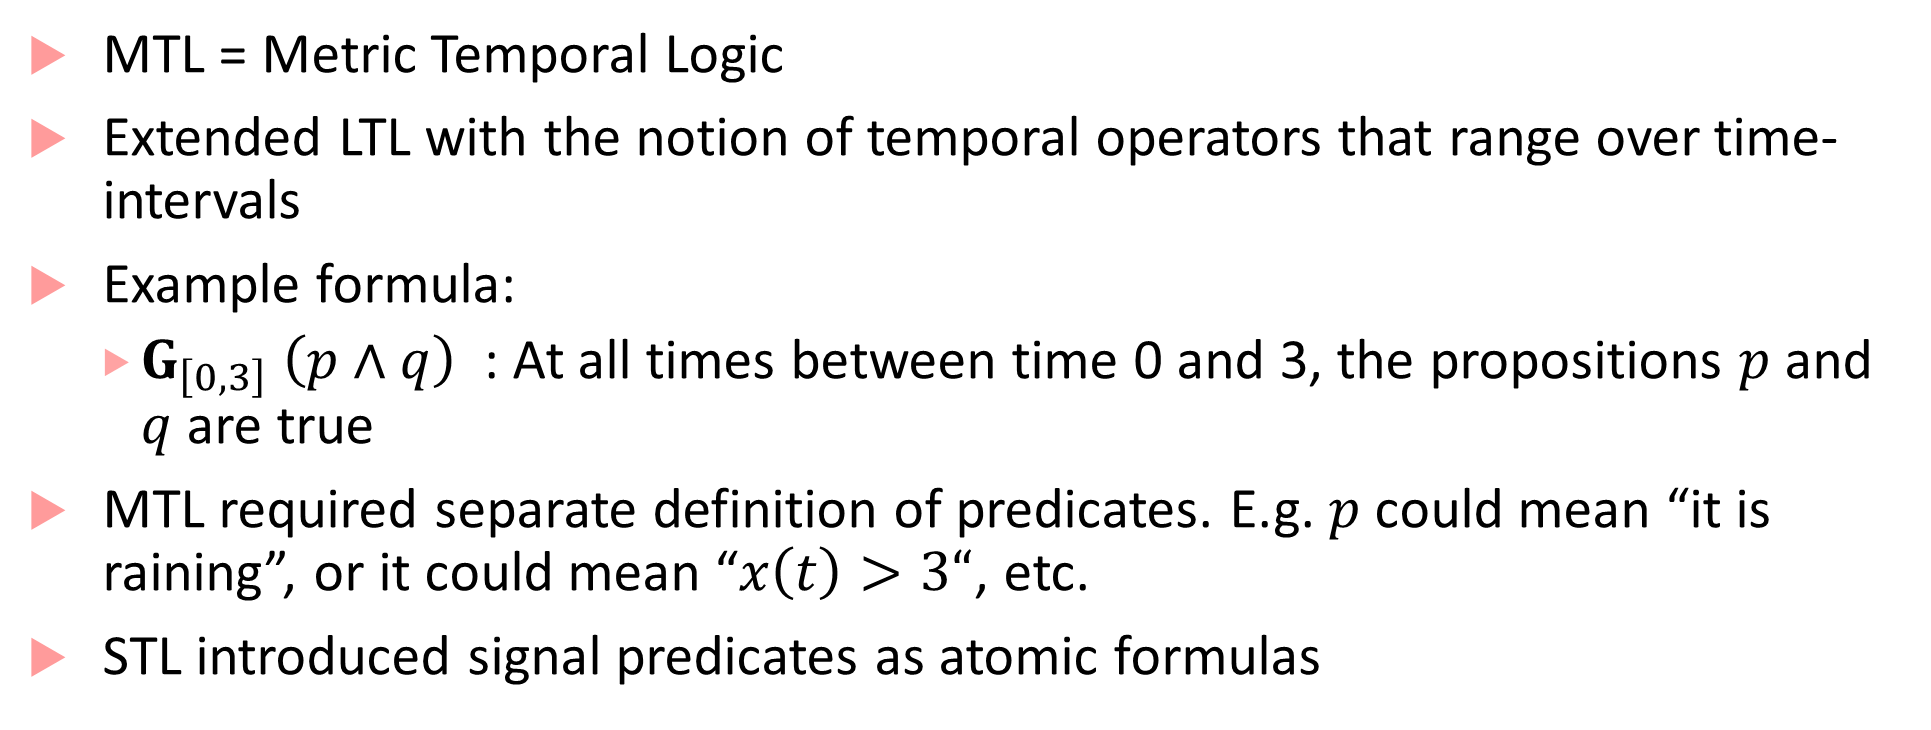 MTL = Metric Temporal Logic
Extended LTL with the notion of temporal operators that range over time-
intervals
Example formula:
𝐆[0,3] (𝑝 ∧ 𝑞) : At all times between time 0 and 3, the propositions 𝑝 and
𝑞 are true
MTL required separate definition of predicates. E.g. 𝑝 could mean “it is
raining”, or it could mean “𝑥(𝑡) > 3“, etc.
STL introduced signal predicates as atomic formulas